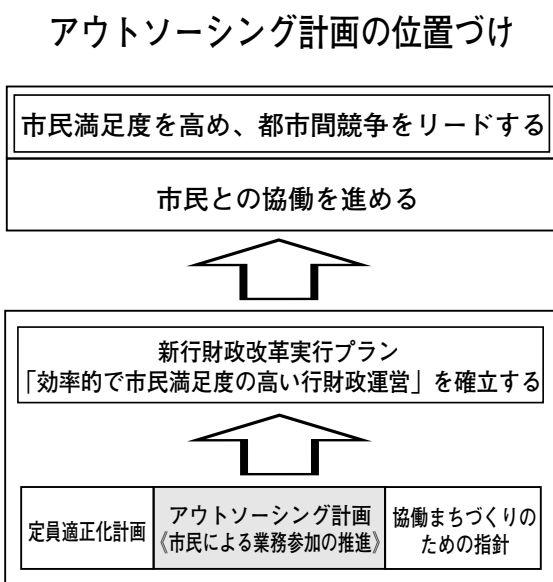 アウトソーシング計画の位置づけ
市民満足度を高め、都市間競争をリードする
市民との協働を進める
新行財政改革実行プラン
「効率的で市民満足度の高い行財政運営」を確立する
定員適正化計画
アウトソーシング計画
《市民による業務参加の推進》
協働まちづくりの
ための指針